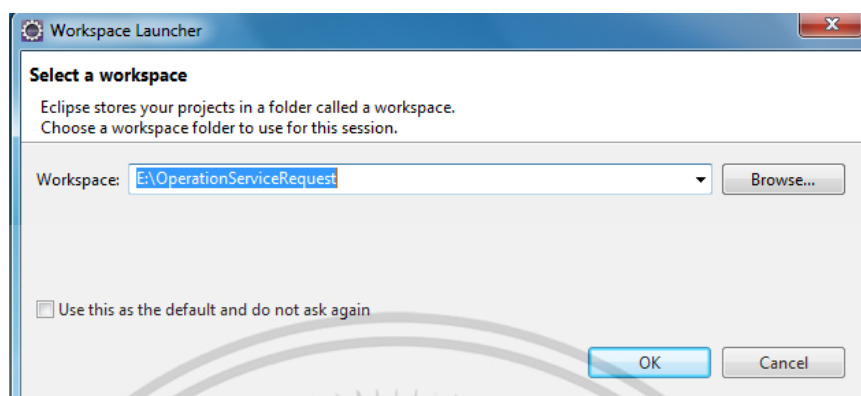 Workspace Launcher
Select a workspace
Eclipse stores your projects in a folder called a workspace.
Choose a workspace folder to use for this session.
Workspace: E:\OperationServiceRequest Browse...
Use this as the default and do not ask again
OK Cancel